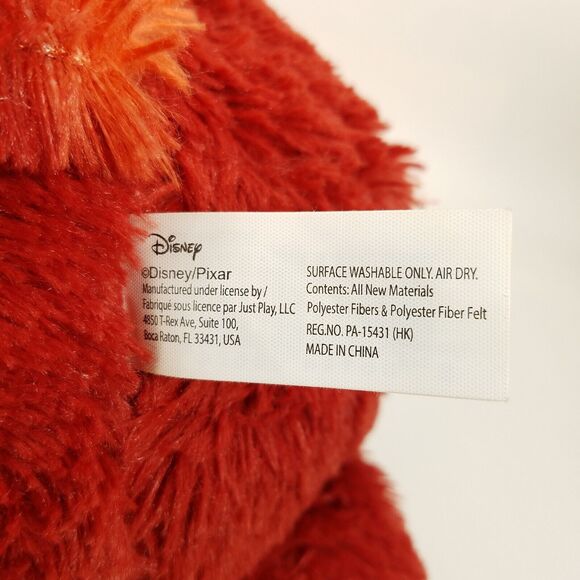 Disney
©Disney/Pixar
Manufactured under license by /
Fabriqué sous licence par Just Play, LLC
4850 T-Rex Ave, Suite 100,
Boca Raton, FL 33431, USA
SURFACE WASHABLE ONLY. AIR DRY.
Contents: All New Materials
Polyester Fibers & Polyester Fiber Felt
REG.NO. PA-15431 (HK)
MADE IN CHINA